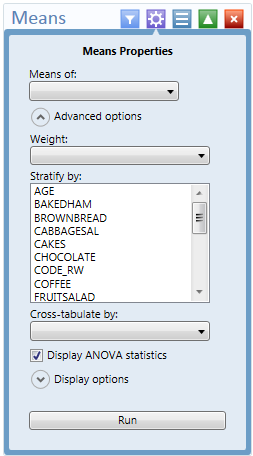 Means
Means Properties
Means of:
Advanced options
Weight:
Stratify by:
AGE
BAKEDHAM
BROWNBREAD
CABBAGESAL
CAKES
CHOCOLATE
CODE_RW
COFFEE
FRUITSALAD
Cross-tabulate by:
Display ANOVA statistics
Display options
Run